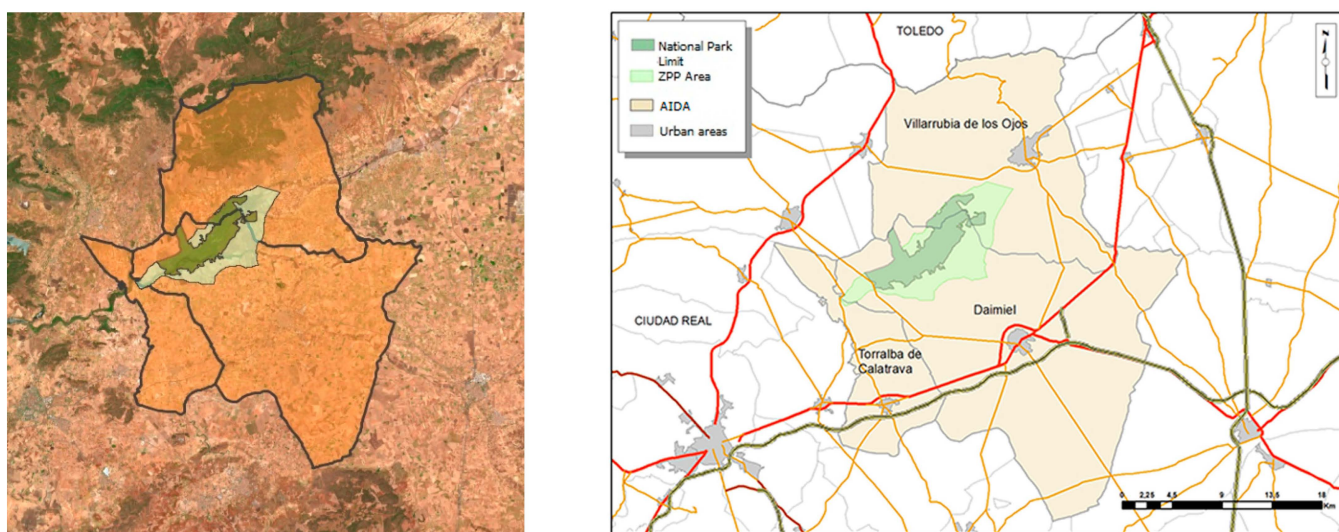 National Park
Limit
ZPP Area
AIDA
Urban areas
TOLEDO
N
Villarrubia de los Ojos
CIUDAD REAL
Daimiel
Torralba de
Calatrava
0 2,25 4,5 9 13,5 18
Km